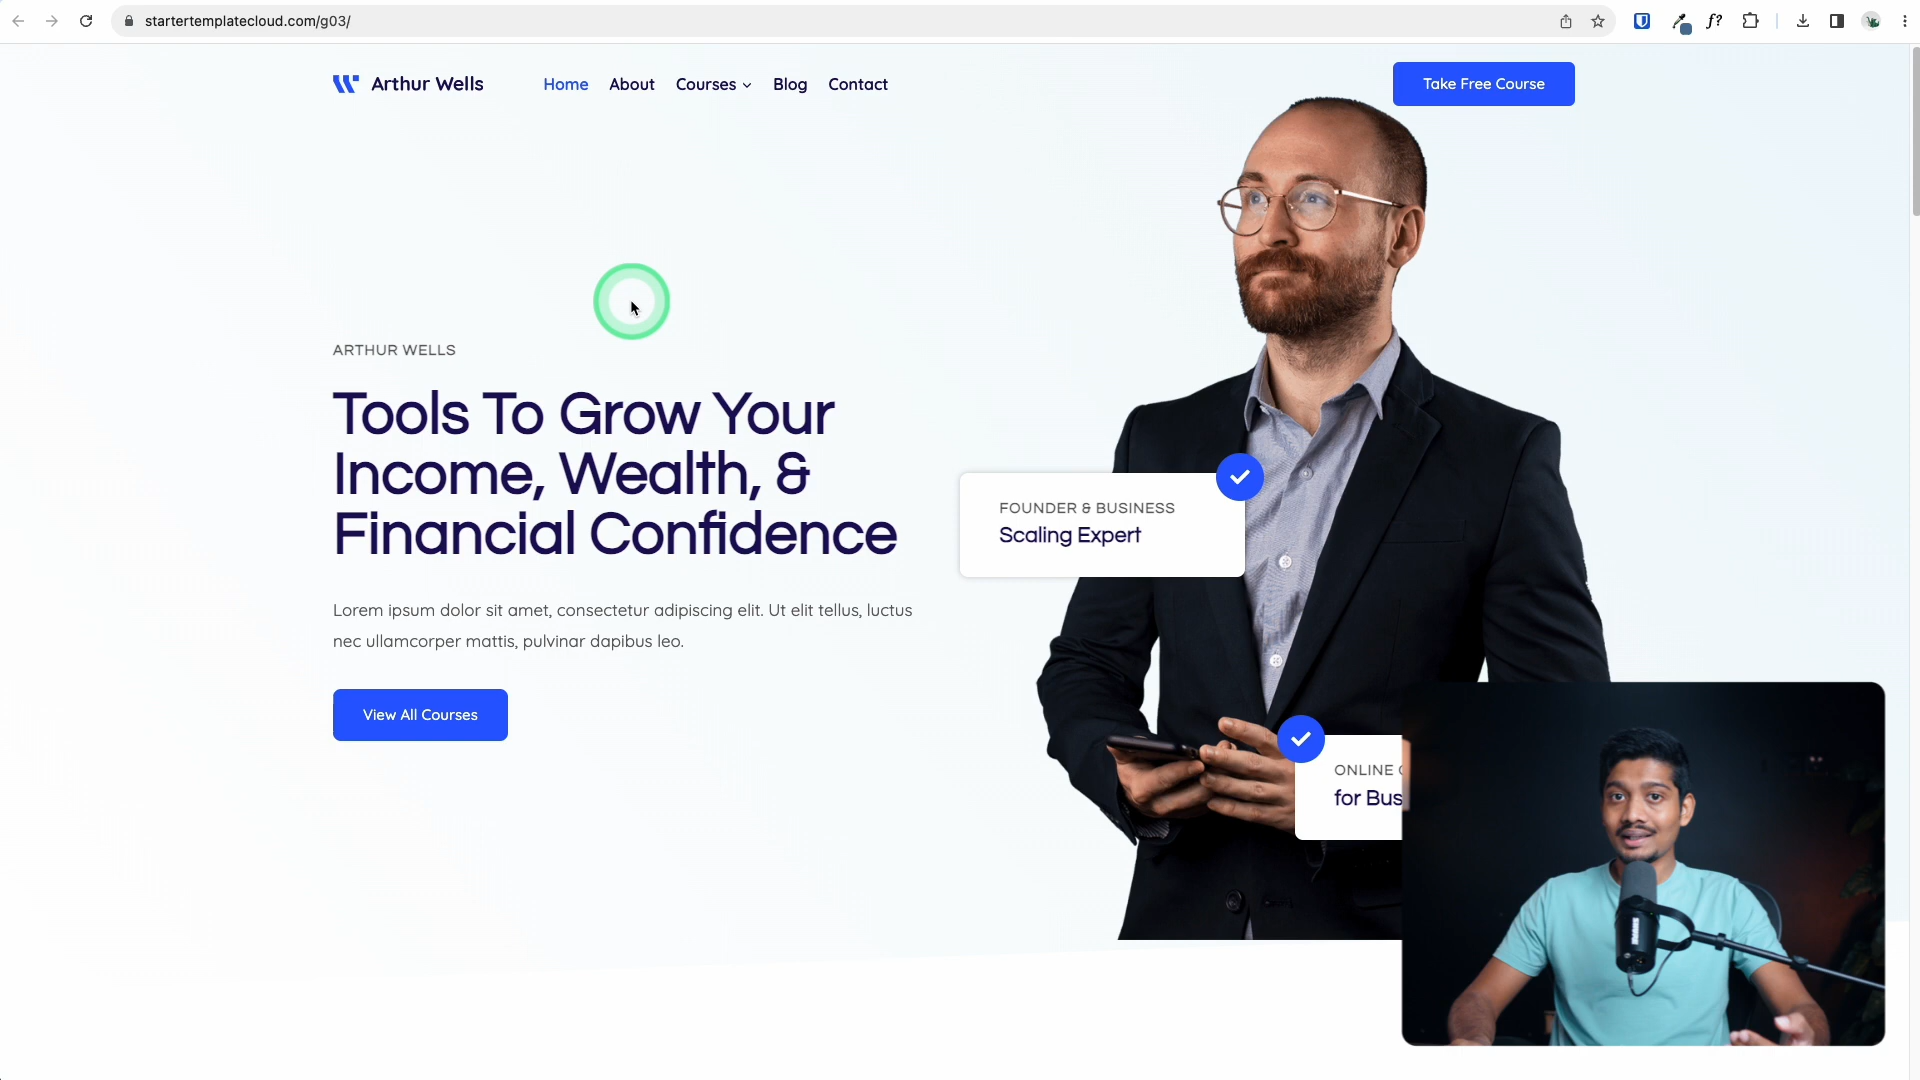 startertemplatecloud.com/g03/
f?
Arthur Wells
Home
About
Courses
Blog
Contact
Take Free Course
ARTHUR WELLS
Tools To Grow Your
Income, Wealth, &
Financial Confidence
FOUNDER & BUSINESS
Scaling Expert
Lorem ipsum dolor sit amet, consectetur adipiscing elit. Ut elit tellus, luctus
nec ullamcorper mattis, pulvinar dapibus leo.
View All Courses
ONLINE
for Bus